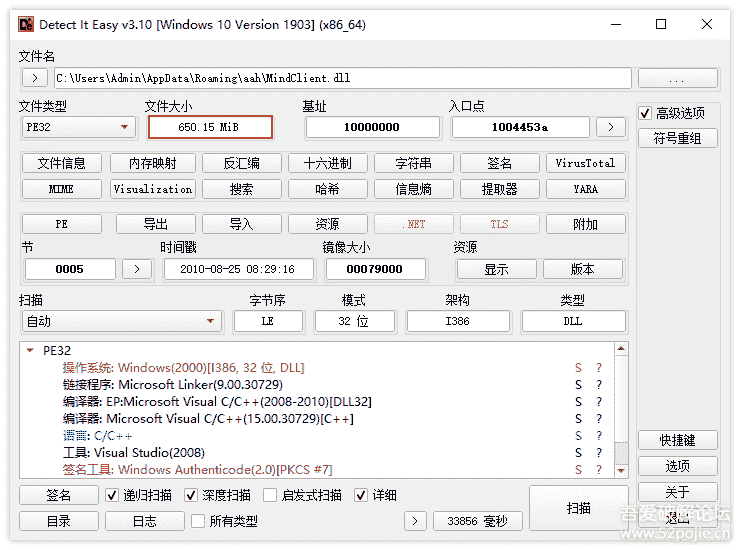 Detect It Easy v3.10 [Windows 10 Version 1903] (x86_64)
文件名
> C:\Users\Admin\AppData\Roaming\aah\MindClient.dll ...
文件类型 文件大小 基址 入口点 高级选项
PE32 650.15 MiB 10000000 1004453a >
符号重组
文件信息 内存映射 反汇编 十六进制 字符串 签名 VirusTotal
MIME Visualization 搜索 哈希 信息熵 提取器 YARA
PE 导出 导入 资源 .NET TLS 附加
节 时间戳 镜像大小 资源
0005 > 2010-08-25 08:29:16 00079000 显示 版本
扫描 字节序 模式 架构 类型
自动 LE 32 位 I386 DLL
PE32
操作系统: Windows(2000)[I386, 32 位, DLL] S ?
链接程序: Microsoft Linker(9.00.30729) S ?
编译器: EP:Microsoft Visual C/C++(2008-2010)[DLL32] S ?
编译器: Microsoft Visual C/C++(15.00.30729)[C++] S ?
语言: C/C++ S ?
工具: Visual Studio(2008) S ?
签名工具: Windows Authenticode(2.0)[PKCS #7] S ?
快捷键
选项
关于
退出
签名 递归扫描 深度扫描 启发式扫描 详细
目录 日志 所有类型 > 33856 毫秒
扫描
吾爱破解论坛
www.52pojie.cn